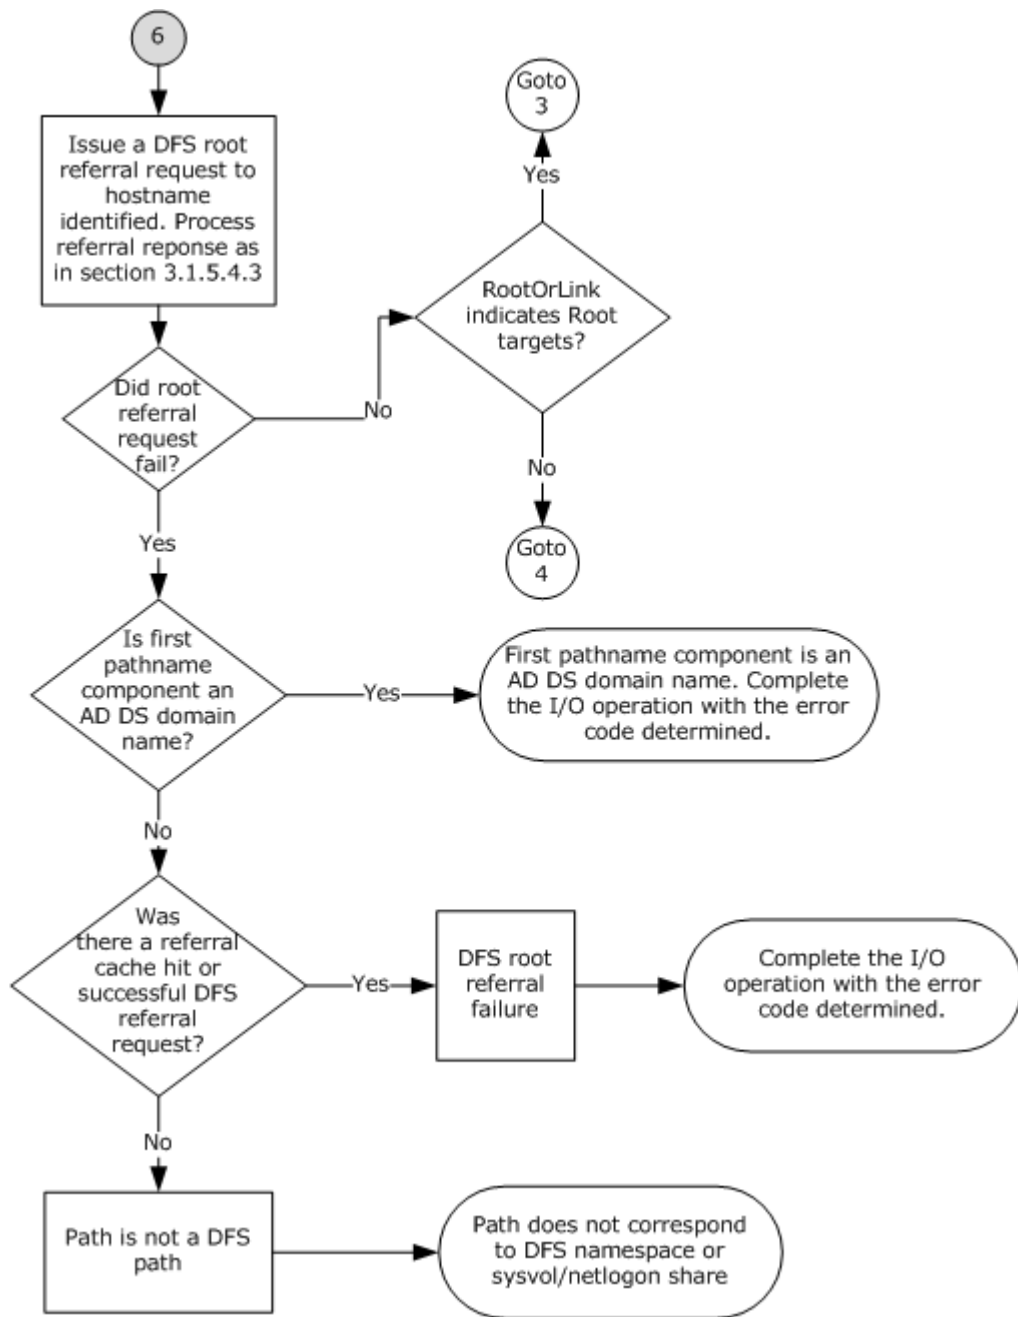 6
Issue a DFS root
referral request to
hostname
identified. Process
referral reponse as
in section 3.1.5.4.3
Goto
3
Yes
RootOrLink
indicates Root
targets?
No
Did root
referral
request
fail?
No
Goto
4
Yes
Is first
pathname
component an
AD DS domain
name?
Yes
First pathname component is an
AD DS domain name. Complete
the I/O operation with the error
code determined.
No
Was
there a referral
cache hit or
successful DFS
referral
request?
Yes
DFS root
referral
failure
Complete the I/O
operation with the error
code determined.
No
Path is not a DFS
path
Path does not correspond
to DFS namespace or
sysvol/netlogon share